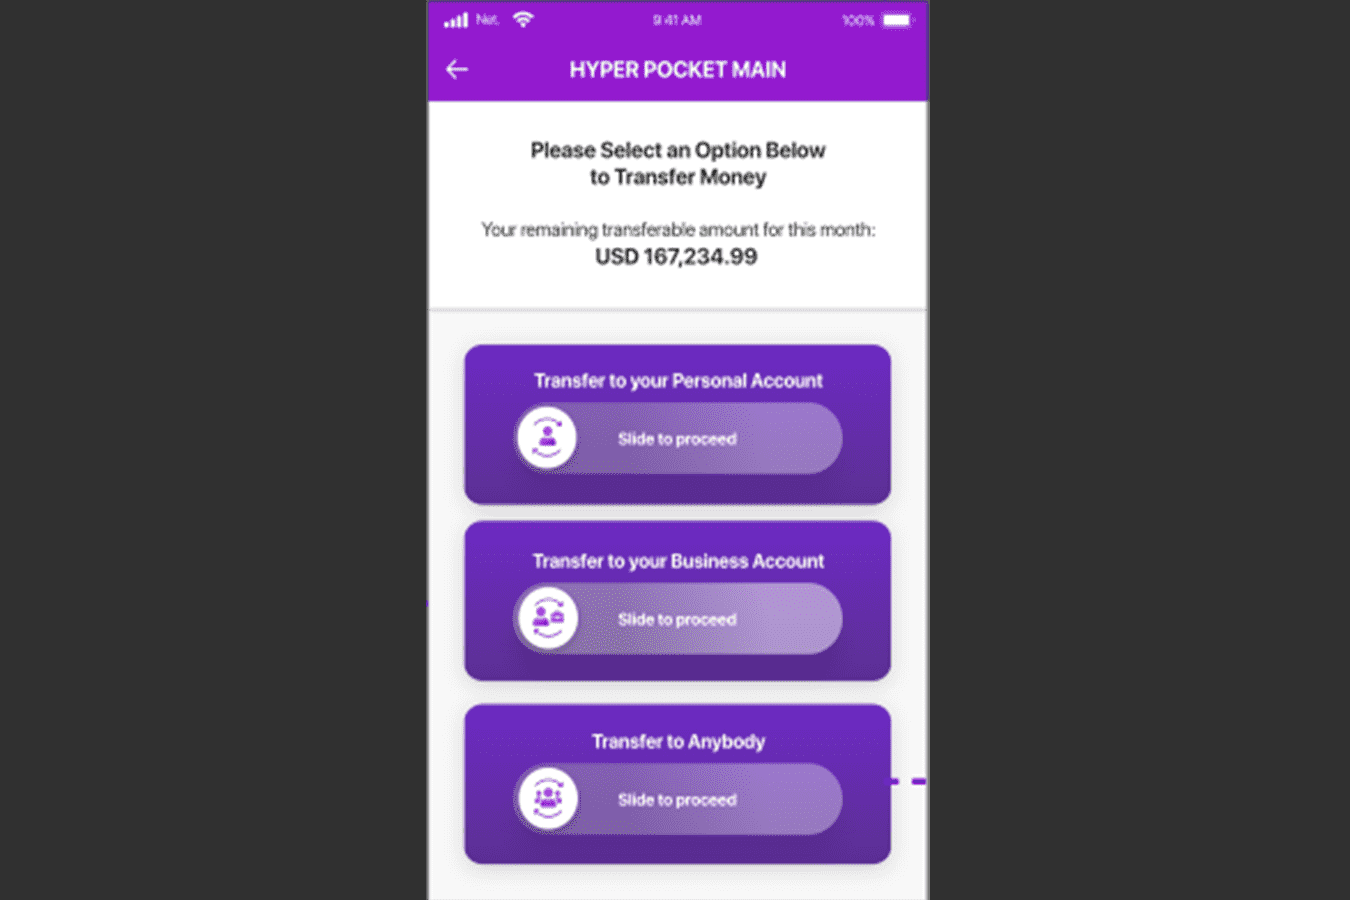 Net. 9:41 AM 100%
HYPER POCKET MAIN
Please Select an Option Below
to Transfer Money
Your remaining transferable amount for this month:
USD 167,234.99
Transfer to your Personal Account
Slide to proceed
Transfer to your Business Account
Slide to proceed
Transfer to Anybody
Slide to proceed